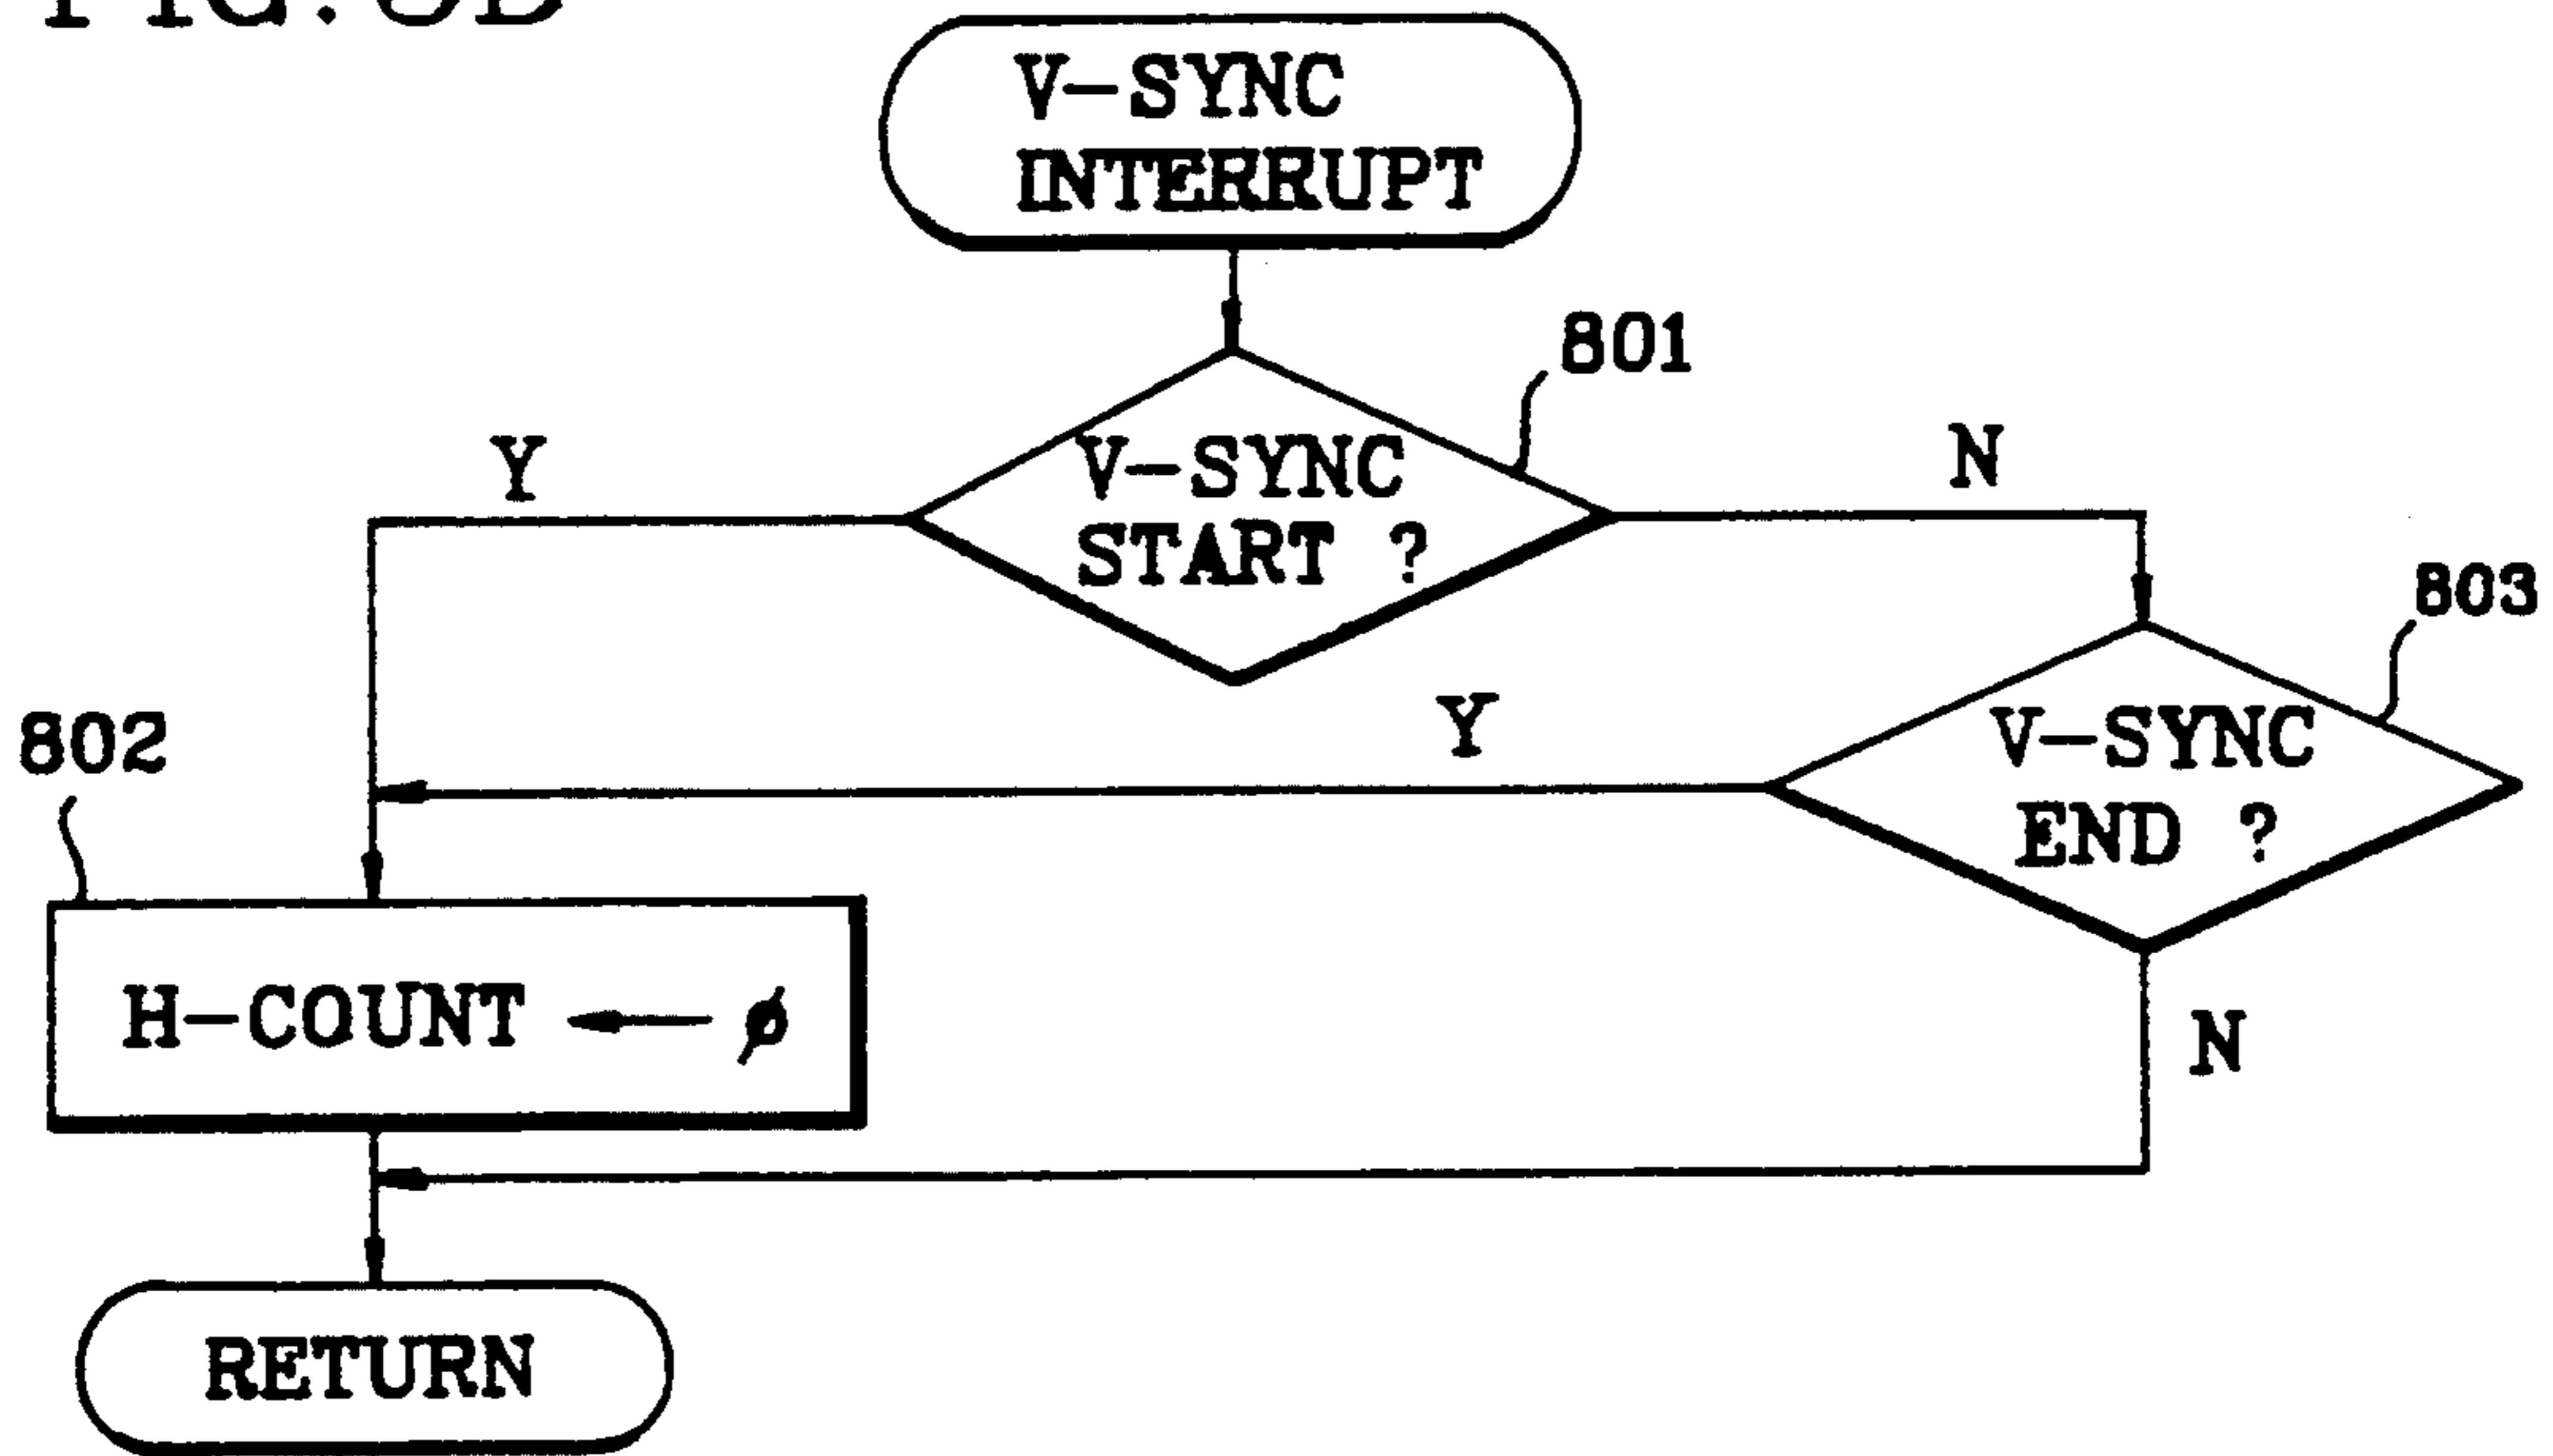 V-SYNC
INTERRUPT
801
Y
N
V-SYNC
START ?
803
802
Y
V-SYNC
END ?
H-COUNT ← ø
N
RETURN